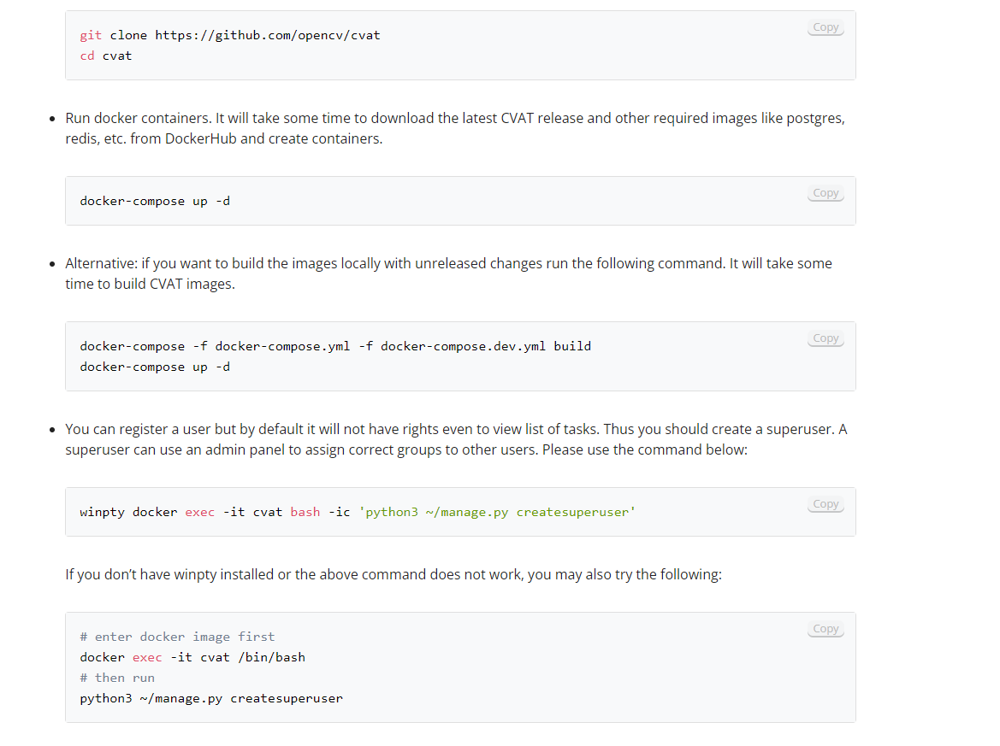 git clone https://github.com/opencv/cvat
Copy
cd cvat
Run docker containers. It will take some time to download the latest CVAT release and other required images like postgres,
redis, etc. from DockerHub and create containers.
docker-compose up -d
Copy
Alternative: if you want to build the images locally with unreleased changes run the following command. It will take some
time to build CVAT images.
docker-compose -f docker-compose.yml -f docker-compose.dev.yml build
Copy
docker-compose up -d
You can register a user but by default it will not have rights even to view list of tasks. Thus you should create a superuser. A
superuser can use an admin panel to assign correct groups to other users. Please use the command below:
winpty docker exec -it cvat bash -ic 'python3 ~/manage.py createsuperuser'
Copy
If you don’t have winpty installed or the above command does not work, you may also try the following:
# enter docker image first
Copy
docker exec -it cvat /bin/bash
# then run
python3 ~/manage.py createsuperuser